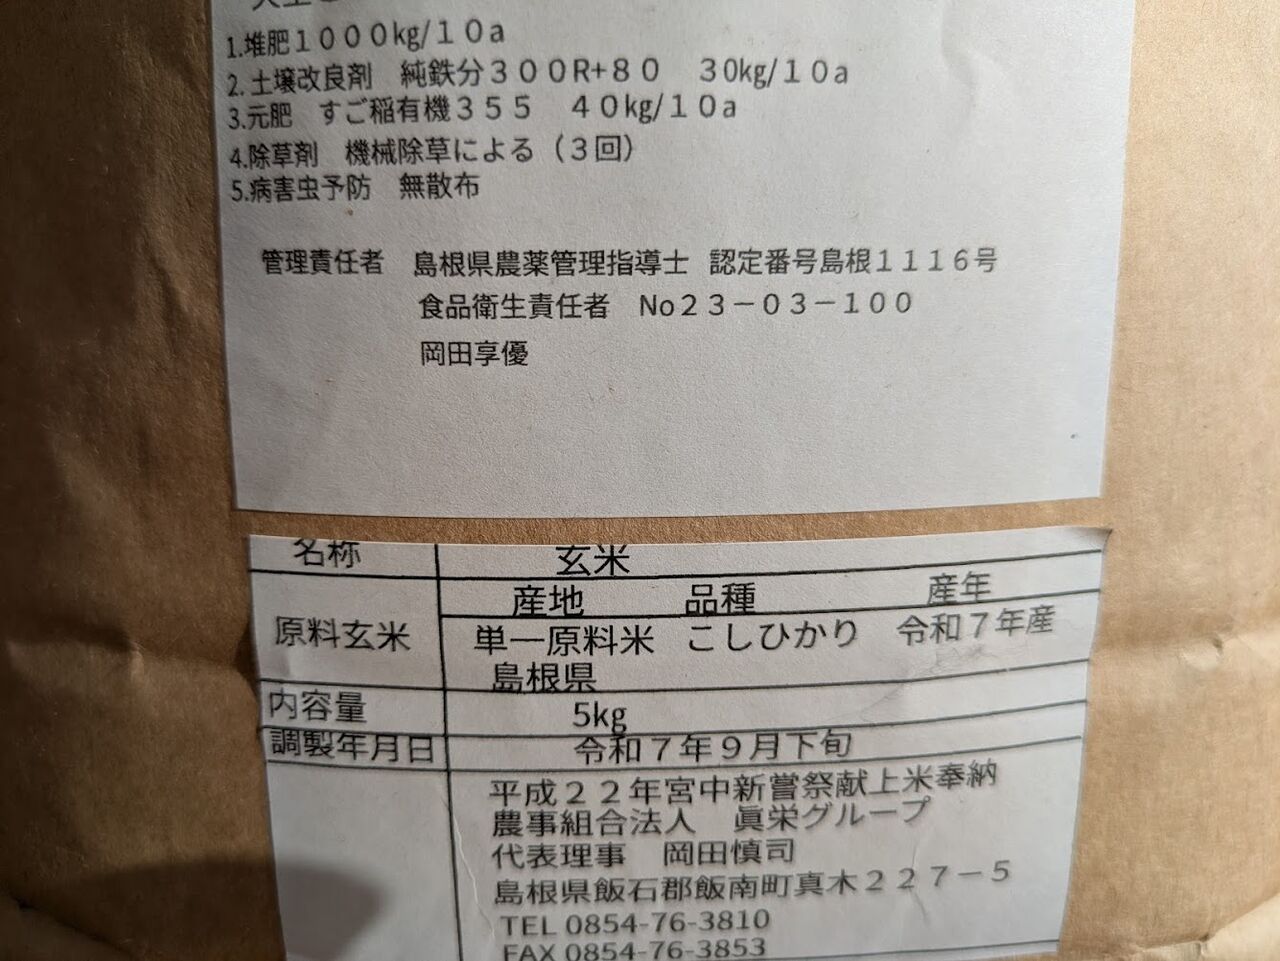 1.堆肥１０００kg/１０a
2.土壌改良剤　純鉄分３００R+８０　３0kg/１０a
3.元肥　すご稲有機３５５　４０kg/１０a
4.除草剤　機械除草による（３回）
5.病害虫予防　無散布
管理責任者　島根県農薬管理指導士　認定番号島根１１１６号
食品衛生責任者　No２３－０３－１００
岡田享優
名称　玄米
産地　品種　産年
原料玄米　単一原料米　こしひかり　令和７年産
島根県
内容量　5kg
調製年月日　令和７年９月下旬
平成２２年宮中新嘗祭献上米奉納
農事組合法人　眞栄グループ
代表理事　岡田慎司
島根県飯石郡飯南町真木２２７－５
TEL 0854-76-3810
FAX 0854-76-3853